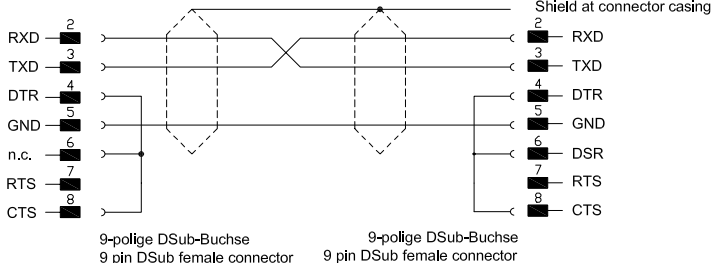 Shield at connector casing
RXD 2 2 RXD
TXD 3 3 TXD
DTR 4 4 DTR
GND 5 5 GND
n.c. 6 6 DSR
RTS 7 7 RTS
CTS 8 8 CTS
9-polige DSub-Buchse 9-polige DSub-Buchse
9 pin DSub female connector 9 pin DSub female connector